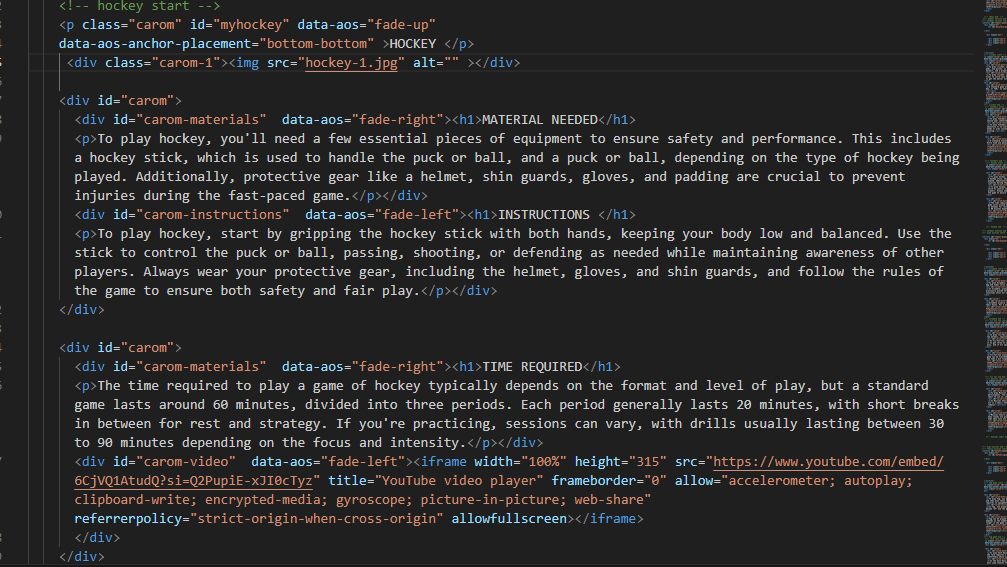 <!-- hockey start -->
<p class="carom" id="myhockey" data-aos="fade-up"
data-aos-anchor-placement="bottom-bottom" >HOCKEY </p>
<div class="carom-1"><img src="hockey-1.jpg" alt="" ></div>
<div id="carom">
<div id="carom-materials"  data-aos="fade-right"><h1>MATERIAL NEEDED</h1>
<p>To play hockey, you'll need a few essential pieces of equipment to ensure safety and performance. This includes
a hockey stick, which is used to handle the puck or ball, and a puck or ball, depending on the type of hockey being
played. Additionally, protective gear like a helmet, shin guards, gloves, and padding are crucial to prevent
injuries during the fast-paced game.</p></div>
<div id="carom-instructions"  data-aos="fade-left"><h1>INSTRUCTIONS </h1>
<p>To play hockey, start by gripping the hockey stick with both hands, keeping your body low and balanced. Use the
stick to control the puck or ball, passing, shooting, or defending as needed while maintaining awareness of other
players. Always wear your protective gear, including the helmet, gloves, and shin guards, and follow the rules of
the game to ensure both safety and fair play.</p></div>
</div>
<div id="carom">
<div id="carom-materials"  data-aos="fade-right"><h1>TIME REQUIRED</h1>
<p>The time required to play a game of hockey typically depends on the format and level of play, but a standard
game lasts around 60 minutes, divided into three periods. Each period generally lasts 20 minutes, with short breaks
in between for rest and strategy. If you're practicing, sessions can vary, with drills usually lasting between 30
to 90 minutes depending on the focus and intensity.</p></div>
<div id="carom-video"  data-aos="fade-left"><iframe width="100%" height="315" src="https://www.youtube.com/embed/
6CjVQ1AtudQ?si=Q2PupiE-xJI0cTyz" title="YouTube video player" frameborder="0" allow="accelerometer; autoplay;
clipboard-write; encrypted-media; gyroscope; picture-in-picture; web-share"
referrerpolicy="strict-origin-when-cross-origin" allowfullscreen></iframe>
</div>
</div>